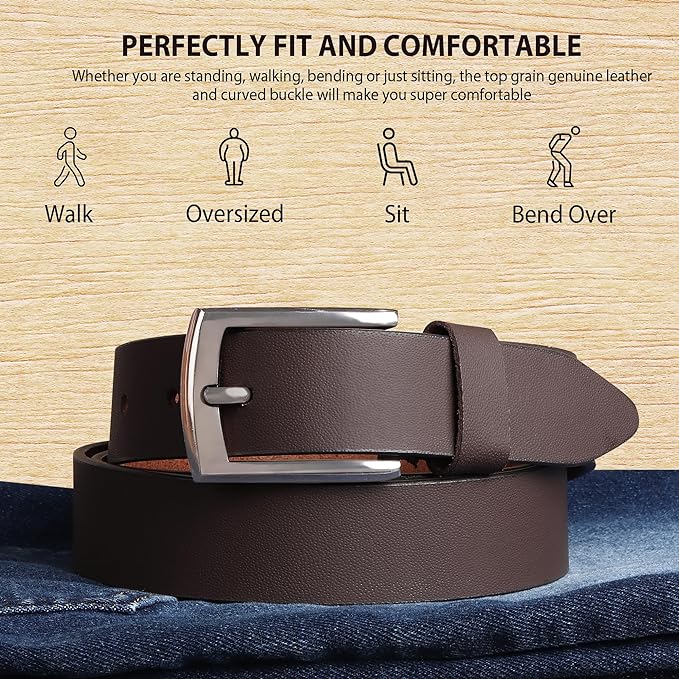 PERFECTLY FIT AND COMFORTABLE
Whether you are standing, walking, bending or just sitting, the top grain genuine leather
and curved buckle will make you super comfortable
Walk
Oversized
Sit
Bend Over